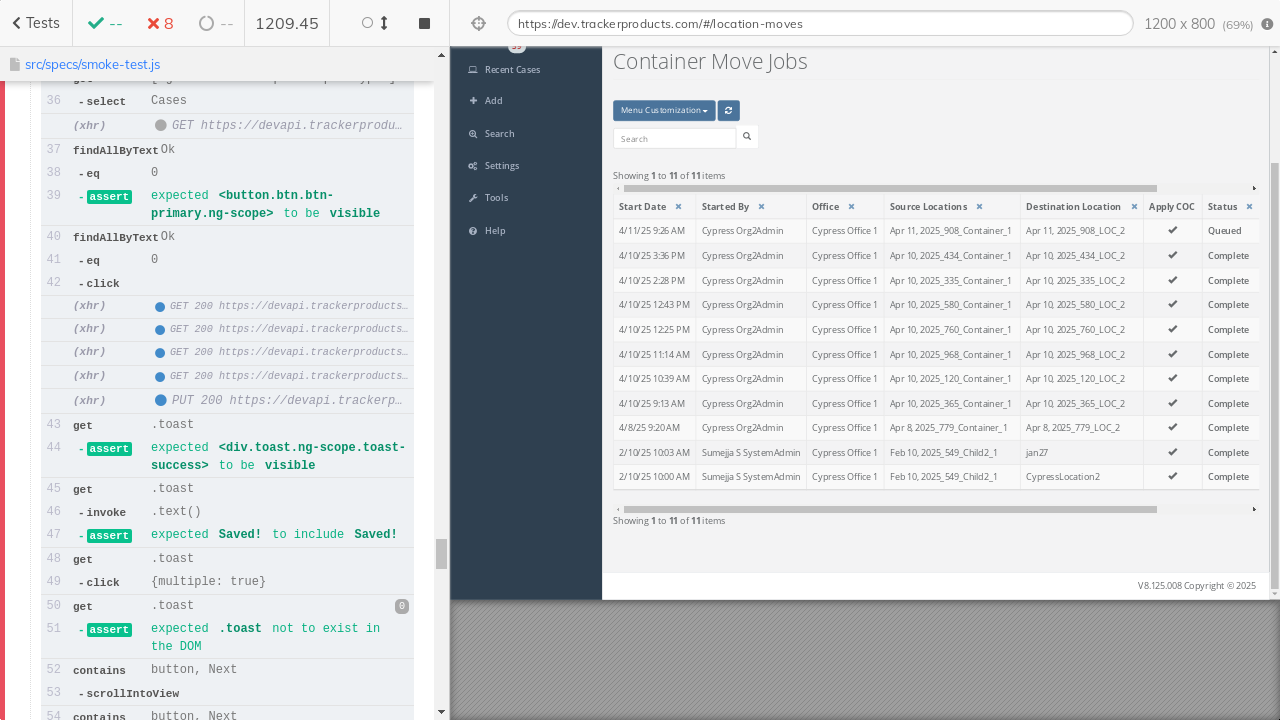 Tests
--
8
--
1209.45
https://dev.trackerproducts.com/#/location-moves
1200 x 800 (69%)
src/specs/smoke-test.js
36 - select Cases
(xhr) GET https://devapi.trackerprodu…
37 findAllByText Ok
38 - eq 0
39 - assert expected <button.btn.btn-
primary.ng-scope> to be visible
40 findAllByText Ok
41 - eq 0
42 - click
(xhr) GET 200 https://devapi.trackerproducts…
(xhr) GET 200 https://devapi.trackerproducts…
(xhr) GET 200 https://devapi.trackerproducts…
(xhr) GET 200 https://devapi.trackerproducts…
(xhr) PUT 200 https://devapi.trackerp…
43 get .toast
44 - assert expected <div.toast.ng-scope.toast-
success> to be visible
45 get .toast
46 - invoke .text()
47 - assert expected Saved! to include Saved!
48 get .toast
49 - click {multiple: true}
50 get .toast 0
51 - assert expected .toast not to exist in
the DOM
52 contains button, Next
53 - scrollIntoView
54 contains button, Next
Recent Cases
Add
Search
Settings
Tools
Help
Container Move Jobs
Menu Customization
Search
Showing 1 to 11 of 11 items
Start Date Started By Office Source Locations Destination Location Apply COC Status
4/11/25 9:26 AM Cypress Org2Admin Cypress Office 1 Apr 11, 2025_908_Container_1 Apr 11, 2025_908_LOC_2 Queued
4/10/25 3:36 PM Cypress Org2Admin Cypress Office 1 Apr 10, 2025_434_Container_1 Apr 10, 2025_434_LOC_2 Complete
4/10/25 2:28 PM Cypress Org2Admin Cypress Office 1 Apr 10, 2025_335_Container_1 Apr 10, 2025_335_LOC_2 Complete
4/10/25 12:43 PM Cypress Org2Admin Cypress Office 1 Apr 10, 2025_580_Container_1 Apr 10, 2025_580_LOC_2 Complete
4/10/25 12:25 PM Cypress Org2Admin Cypress Office 1 Apr 10, 2025_760_Container_1 Apr 10, 2025_760_LOC_2 Complete
4/10/25 11:14 AM Cypress Org2Admin Cypress Office 1 Apr 10, 2025_968_Container_1 Apr 10, 2025_968_LOC_2 Complete
4/10/25 10:39 AM Cypress Org2Admin Cypress Office 1 Apr 10, 2025_120_Container_1 Apr 10, 2025_120_LOC_2 Complete
4/10/25 9:13 AM Cypress Org2Admin Cypress Office 1 Apr 10, 2025_365_Container_1 Apr 10, 2025_365_LOC_2 Complete
4/8/25 9:20 AM Cypress Org2Admin Cypress Office 1 Apr 8, 2025_779_Container_1 Apr 8, 2025_779_LOC_2 Complete
2/10/25 10:03 AM Sumejja S SystemAdmin Cypress Office 1 Feb 10, 2025_549_Child2_1 jan27 Complete
2/10/25 10:00 AM Sumejja S SystemAdmin Cypress Office 1 Feb 10, 2025_549_Child2_1 CypressLocation2 Complete
Showing 1 to 11 of 11 items
V8.125.008 Copyright © 2025